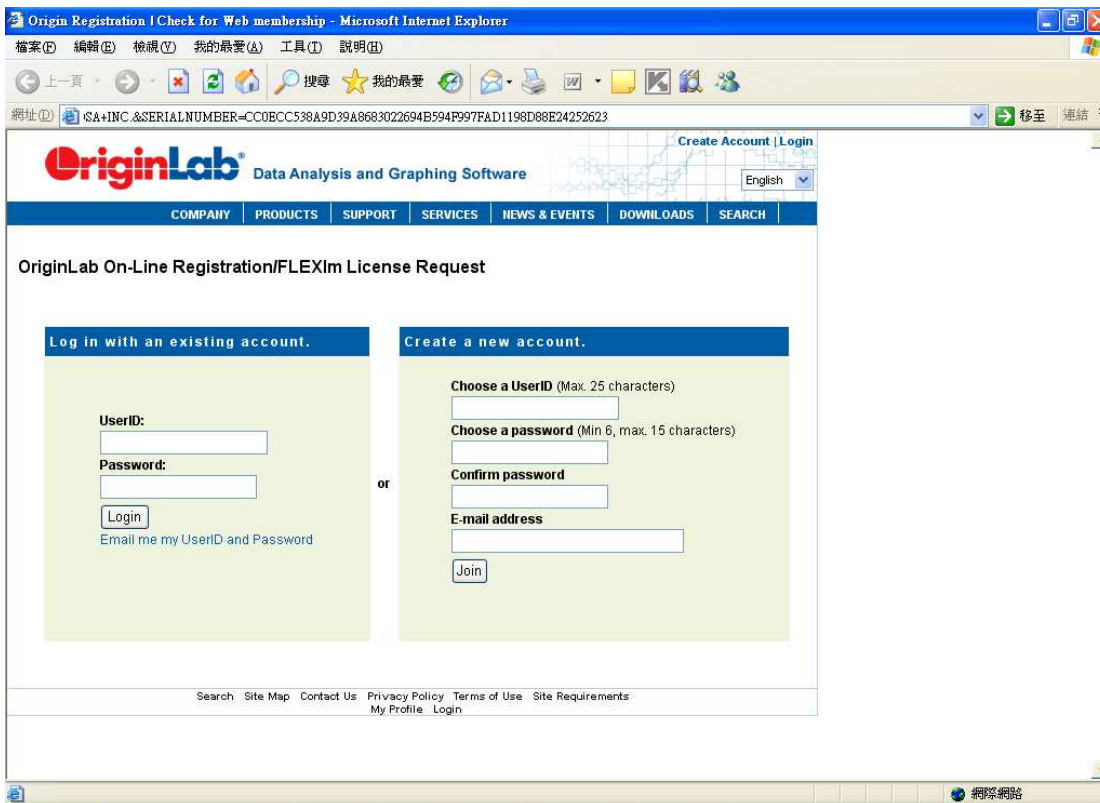 Origin Registration | Check for Web membership - Microsoft Internet Explorer
檔案(F) 編輯(E) 檢視(V) 我的最愛(A) 工具(T) 說明(H)
上一頁 搜尋 我的最愛
網址(D) SA+INC.&SERIALNUMBER=CC0ECC538A9D39A8683022694B594F997FAD1198D88E24252623 移至 連結
Create Account | Login
OriginLab® Data Analysis and Graphing Software
English
COMPANY PRODUCTS SUPPORT SERVICES NEWS & EVENTS DOWNLOADS SEARCH
OriginLab On-Line Registration/FLEXlm License Request
Log in with an existing account.
UserID:
Password:
Login
Email me my UserID and Password
or
Create a new account.
Choose a UserID (Max. 25 characters)
Choose a password (Min 6, max. 15 characters)
Confirm password
E-mail address
Join
Search Site Map Contact Us Privacy Policy Terms of Use Site Requirements
My Profile Login
網際網路